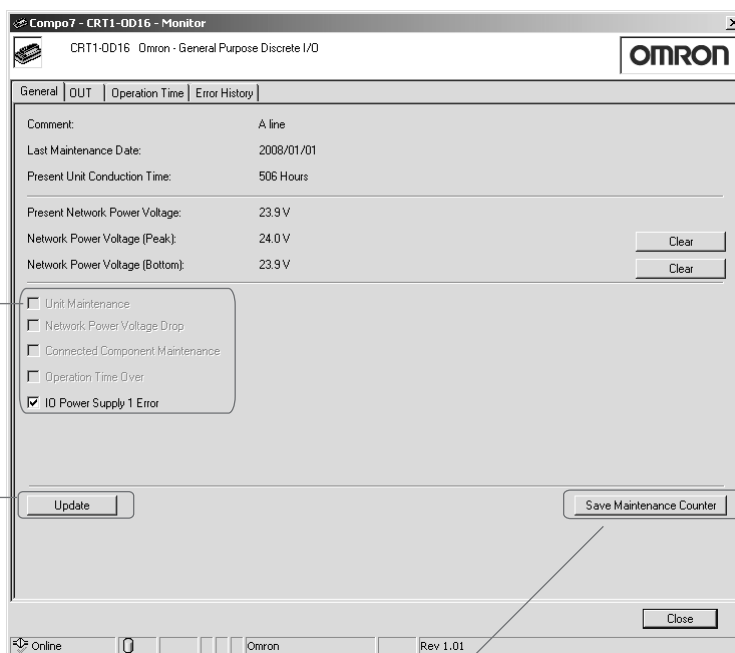 Compo7 - CRT1-OD16 - Monitor
CRT1-OD16 Omron - General Purpose Discrete I/O
OMRON
General OUT Operation Time Error History
Comment: A line
Last Maintenance Date: 2008/01/01
Present Unit Conduction Time: 506 Hours
Present Network Power Voltage: 23.9 V
Network Power Voltage (Peak): 24.0 V Clear
Network Power Voltage (Bottom): 23.9 V Clear
Unit Maintenance
Network Power Voltage Drop
Connected Component Maintenance
Operation Time Over
IO Power Supply 1 Error
Update Save Maintenance Counter
Close
Online Omron Rev 1.01